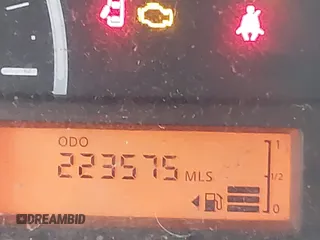 ODO
223575 MLS
1
1/2
0
DREAMBID